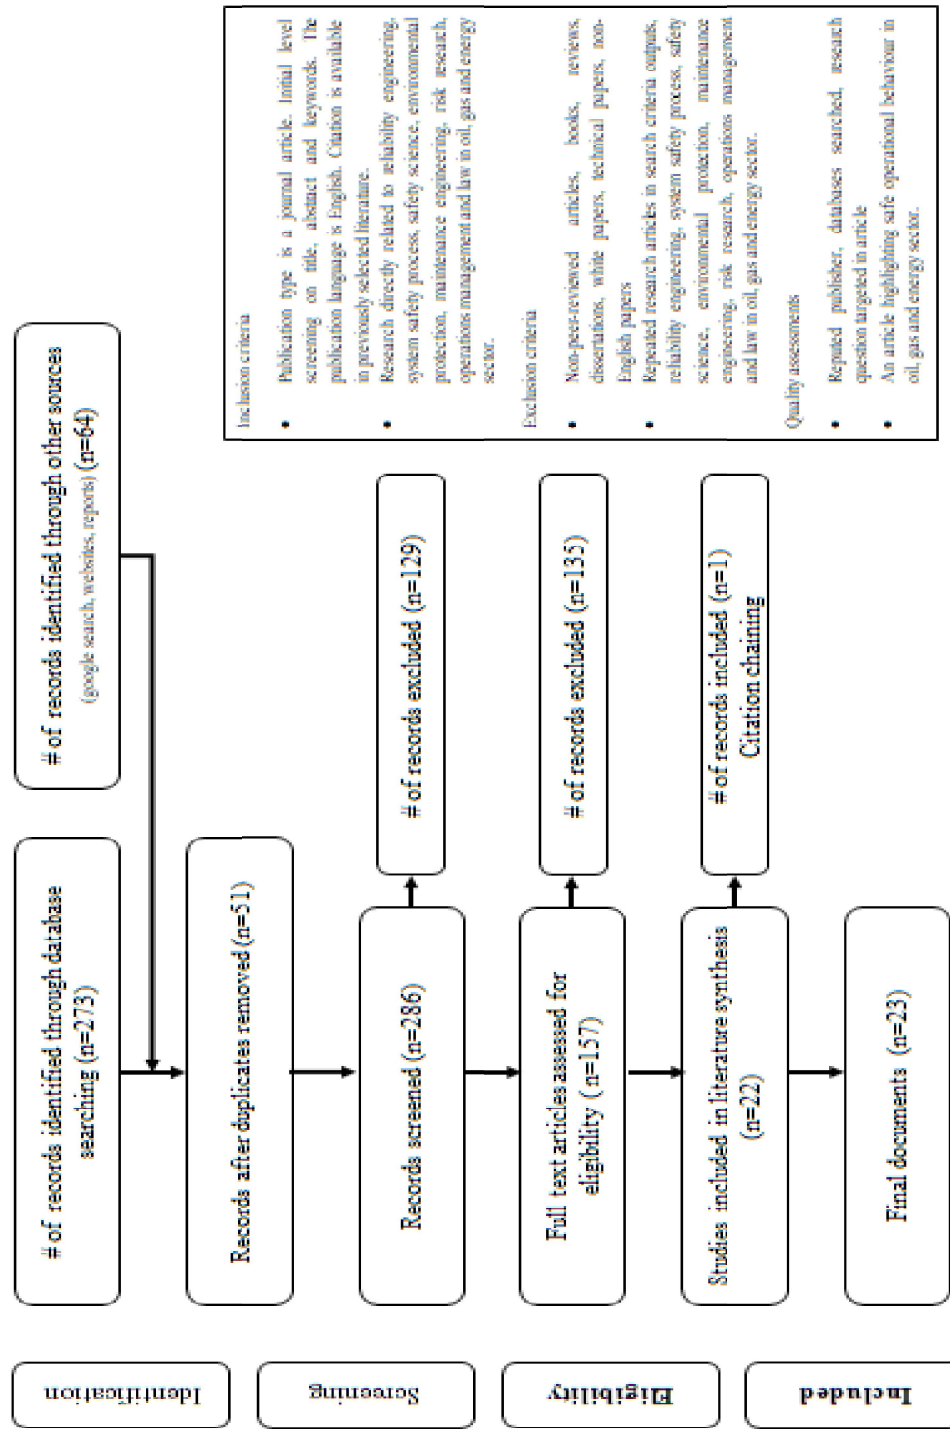 # of records identified through database
searching (n=273)
# of records identified through other sources
(google search, websites, reports) (n=64)
Records after duplicates removed (n=51)
Records screened (n=286)
# of records excluded (n=129)
Full text articles assessed for
eligibility ( n=157)
# of records excluded (n=135)
Studies included in literature synthesis
(n=22)
# of records included (n=1)
Citation chaining
Final documents (n=23)
Identification
Screening
Eligibility
Included
Inclusion criteria
• Publication type is a journal article. Initial level
screening on title, abstract and keywords. The
publication language is English. Citation is available
in previously selected literature.
• Research directly related to reliability engineering,
system safety process, safety science, environmental
protection, maintenance engineering, risk research,
operations management and law in oil, gas and energy
sector.
Exclusion criteria
• Non-peer-reviewed articles, books, reviews,
dissertations, white papers, technical papers, non-
English papers
• Repeated research articles in search criteria outputs,
reliability engineering, system safety process, safety
science, environmental protection, maintenance
engineering, risk research, operations management
and law in oil, gas and energy sector.
Quality assessments
• Reputed publisher, databases searched, research
question targeted in article
• An article highlighting safe operational behaviour in
oil, gas and energy sector.